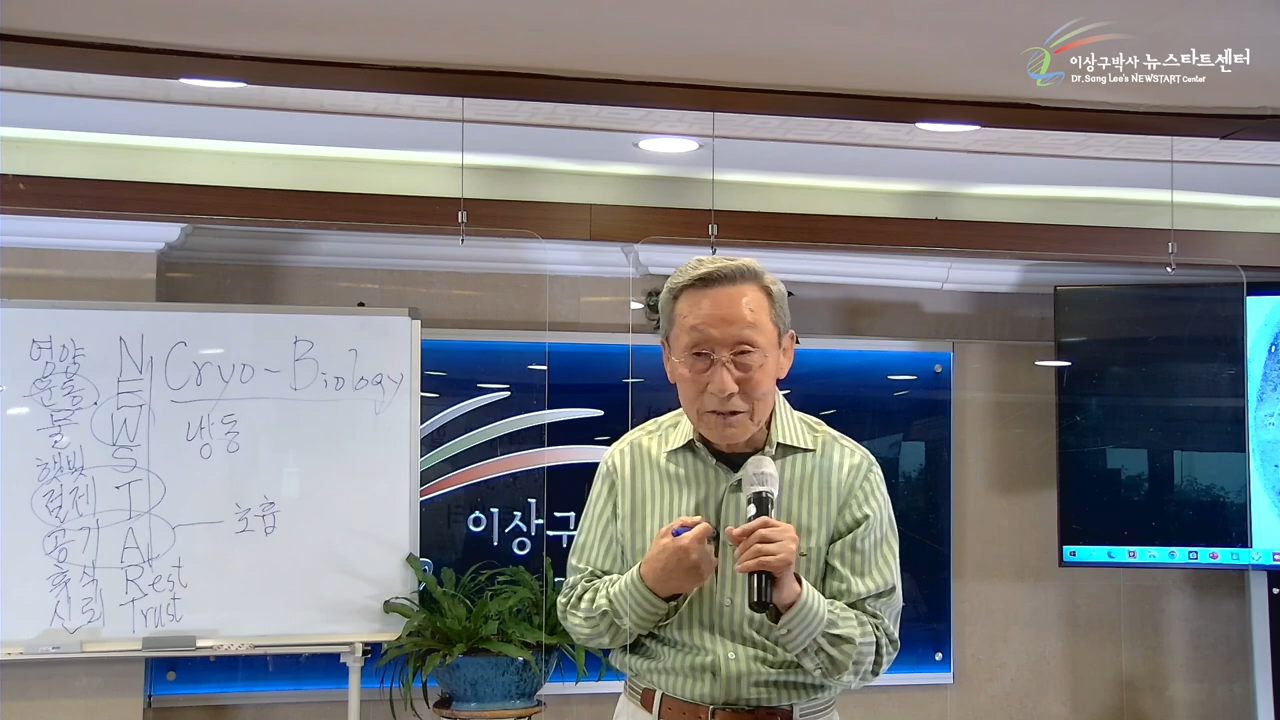 이상구박사 뉴스타트센터
Dr. Sang Lee's NEWSTART Center
영양 N
운동 E
물 W
햇빛 S
절제 T
공기 A
휴식 Rest
신뢰 Trust
Cryo-Biology
냉동
호흡
이상구